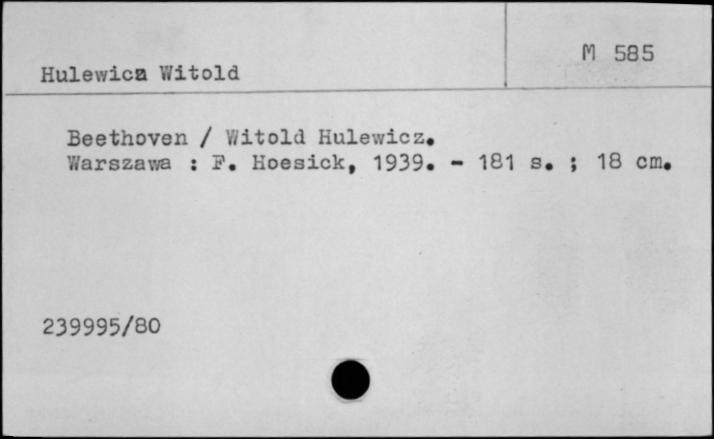 M 585
Hulewicz Witold
Beethoven / Witold Hulewicz.
Warszawa : F. Hoesick, 1939. - 181 s. ; 18 cm.
239995/80